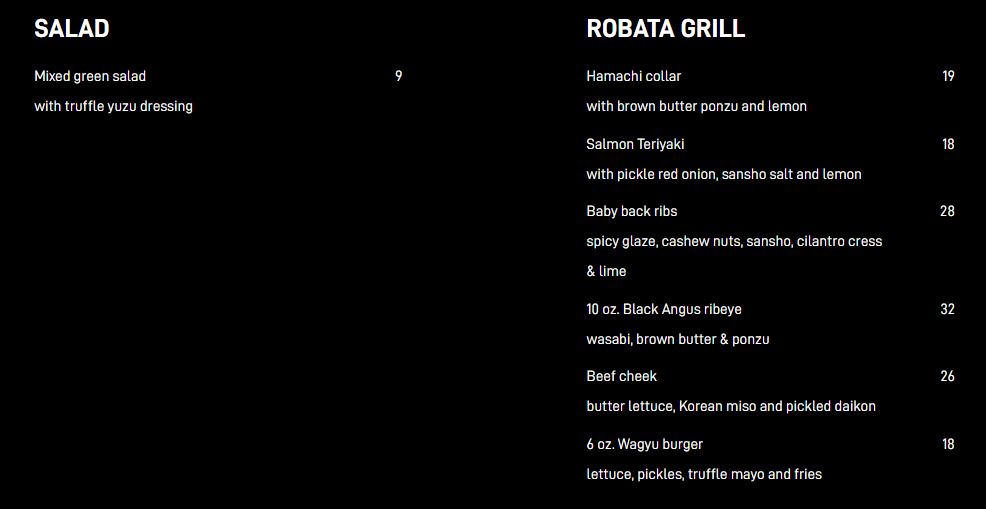 SALAD
Mixed green salad 9
with truffle yuzu dressing
ROBATA GRILL
Hamachi collar 19
with brown butter ponzu and lemon
Salmon Teriyaki 18
with pickle red onion, sansho salt and lemon
Baby back ribs 28
spicy glaze, cashew nuts, sansho, cilantro cress
& lime
10 oz. Black Angus ribeye 32
wasabi, brown butter & ponzu
Beef cheek 26
butter lettuce, Korean miso and pickled daikon
6 oz. Wagyu burger 18
lettuce, pickles, truffle mayo and fries